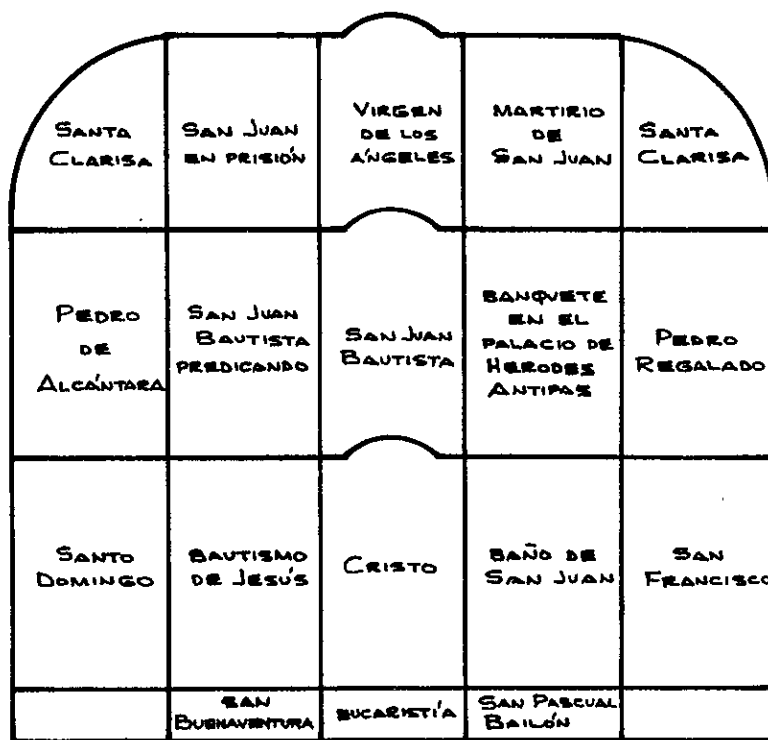 SANTA
CLARISA
SAN JUAN
EN PRISIÓN
VIRGEN
DE LOS
ÁNGELES
MARTIRIO
DE
SAN JUAN
SANTA
CLARISA
PEDRO
DE
ALCÁNTARA
SAN JUAN
BAUTISTA
PREDICANDO
SAN JUAN
BAUTISTA
BANQUETE
EN EL
PALACIO DE
HERODES
ANTIPAS
PEDRO
REGALADO
SANTO
DOMINGO
BAUTISMO
DE JESÚS
CRISTO
BAÑO DE
SAN JUAN
SAN
FRANCISCO
SAN
BUENAVENTURA
EUCARISTÍA
SAN PASCUAL
BAILÓN